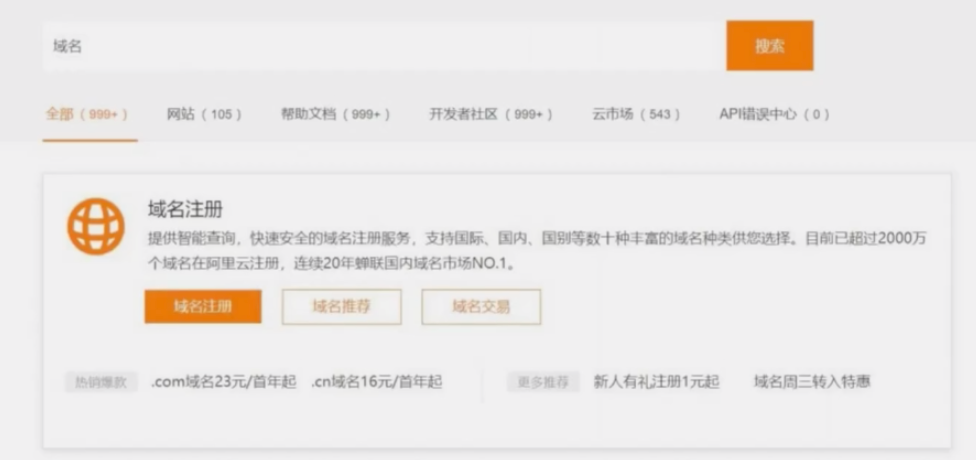 域名
搜索
全部（999+） 网站（105） 帮助文档（999+） 开发者社区（999+） 云市场（543） API错误中心（0）
域名注册
提供智能查询，快速安全的域名注册服务，支持国际、国内、国别等数十种丰富的域名种类供您选择。目前已超过2000万
个域名在阿里云注册，连续20年蝉联国内域名市场NO.1。
域名注册 域名推荐 域名交易
热销爆款 .com域名23元/首年起 .cn域名16元/首年起 更多推荐 新人有礼注册1元起 域名周三转入特惠